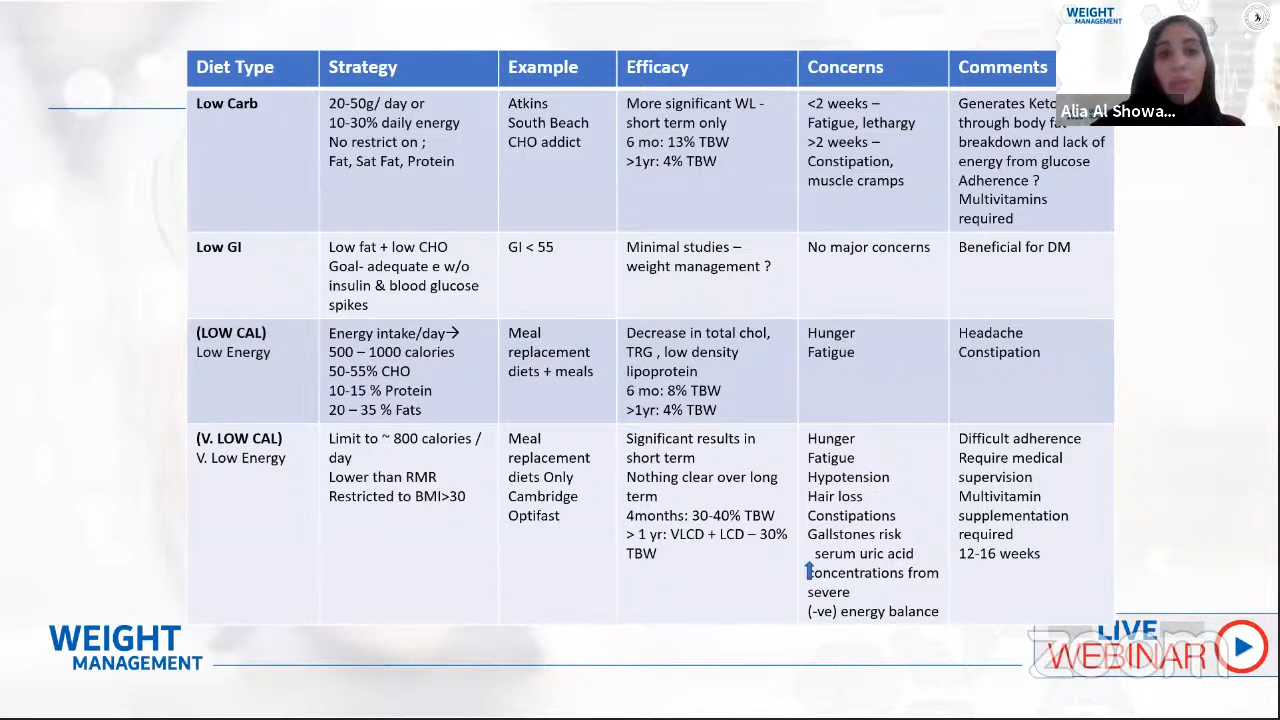 WEIGHT
MANAGEMENT
Alia Al Showa...
Diet Type
Strategy
Example
Efficacy
Concerns
Comments
Low Carb
20-50g/ day or
10-30% daily energy
No restrict on ;
Fat, Sat Fat, Protein
Atkins
South Beach
CHO addict
More significant WL -
short term only
6 mo: 13% TBW
>1yr: 4% TBW
<2 weeks –
Fatigue, lethargy
>2 weeks –
Constipation,
muscle cramps
Generates
through body
breakdown and lack of
energy from glucose
Adherence ?
Multivitamins
required
Low GI
Low fat + low CHO
Goal- adequate e w/o
insulin & blood glucose
spikes
GI < 55
Minimal studies –
weight management ?
No major concerns
Beneficial for DM
(LOW CAL)
Low Energy
Energy intake/day→
500 – 1000 calories
50-55% CHO
10-15 % Protein
20 – 35 % Fats
Meal
replacement
diets + meals
Decrease in total chol,
TRG , low density
lipoprotein
6 mo: 8% TBW
>1yr: 4% TBW
Hunger
Fatigue
Headache
Constipation
(V. LOW CAL)
V. Low Energy
Limit to ~ 800 calories /
day
Lower than RMR
Restricted to BMI>30
Meal
replacement
diets Only
Cambridge
Optifast
Significant results in
short term
Nothing clear over long
term
4months: 30-40% TBW
> 1 yr: VLCD + LCD – 30%
TBW
Hunger
Fatigue
Hypotension
Hair loss
Constipations
Gallstones risk
serum uric acid
concentrations from
severe
(-ve) energy balance
Difficult adherence
Require medical
supervision
Multivitamin
supplementation
required
12-16 weeks
WEIGHT
MANAGEMENT
LIVE
WEBINAR
zoom